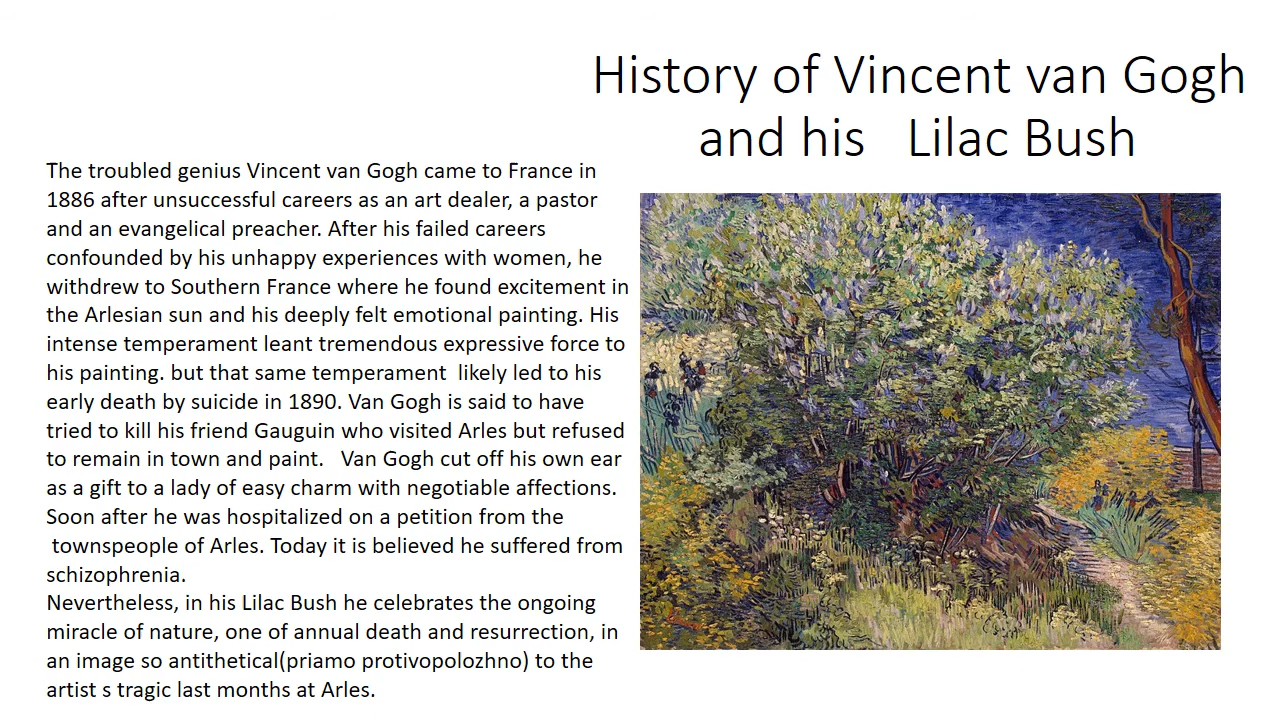 History of Vincent van Gogh
and his Lilac Bush
The troubled genius Vincent van Gogh came to France in
1886 after unsuccessful careers as an art dealer, a pastor
and an evangelical preacher. After his failed careers
confounded by his unhappy experiences with women, he
withdrew to Southern France where he found excitement in
the Arlesian sun and his deeply felt emotional painting. His
intense temperament leant tremendous expressive force to
his painting. but that same temperament likely led to his
early death by suicide in 1890. Van Gogh is said to have
tried to kill his friend Gauguin who visited Arles but refused
to remain in town and paint. Van Gogh cut off his own ear
as a gift to a lady of easy charm with negotiable affections.
Soon after he was hospitalized on a petition from the
townspeople of Arles. Today it is believed he suffered from
schizophrenia.
Nevertheless, in his Lilac Bush he celebrates the ongoing
miracle of nature, one of annual death and resurrection, in
an image so antithetical(priamo protivopolozhno) to the
artist s tragic last months at Arles.